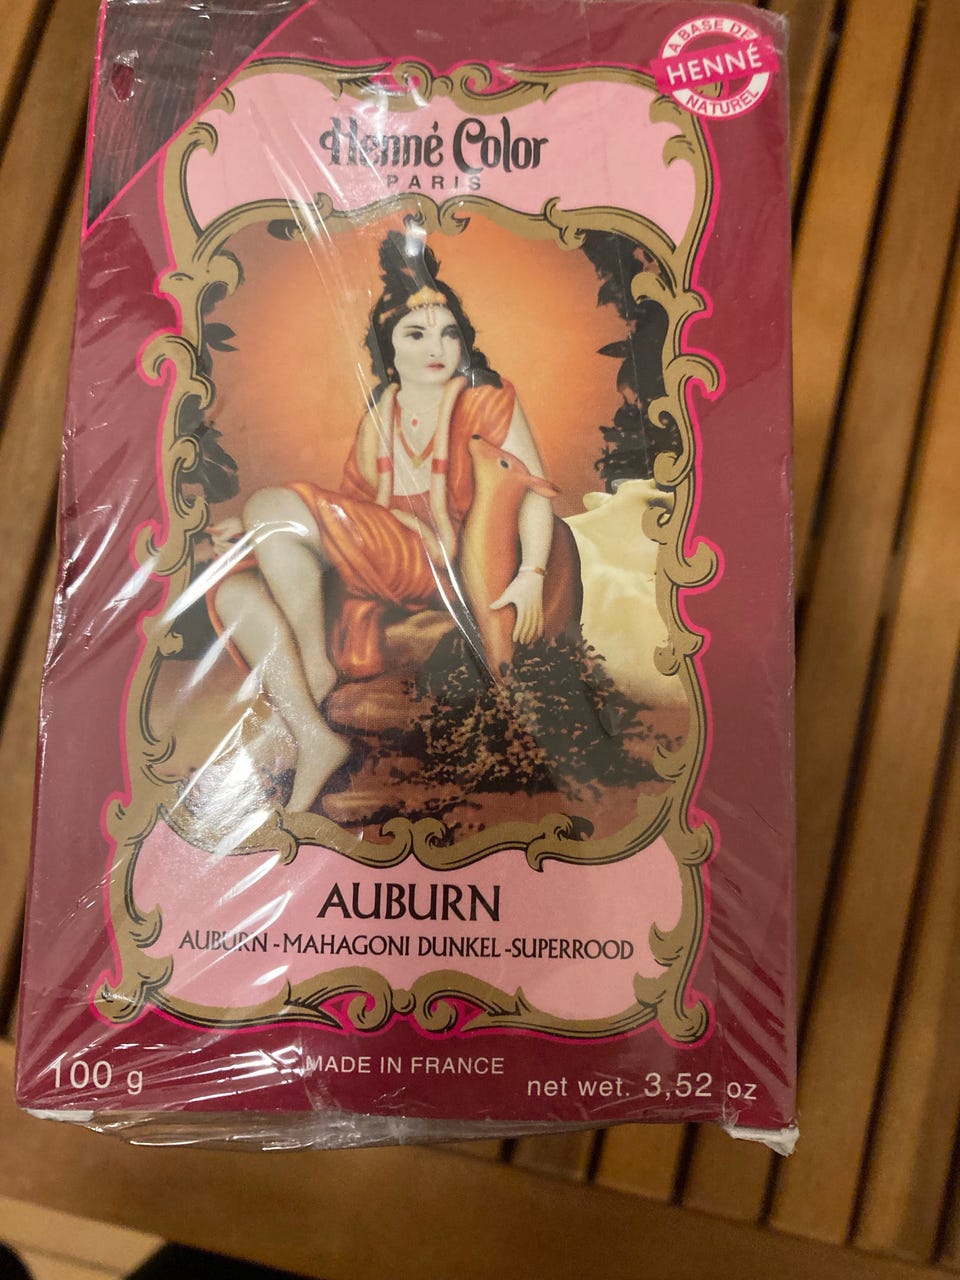 A BASE DE
HENNÉ
NATUREL
Henné Color
PARIS
AUBURN
AUBURN - MAHAGONI DUNKEL - SUPERROOD
MADE IN FRANCE
100 g
net wet. 3,52 oz